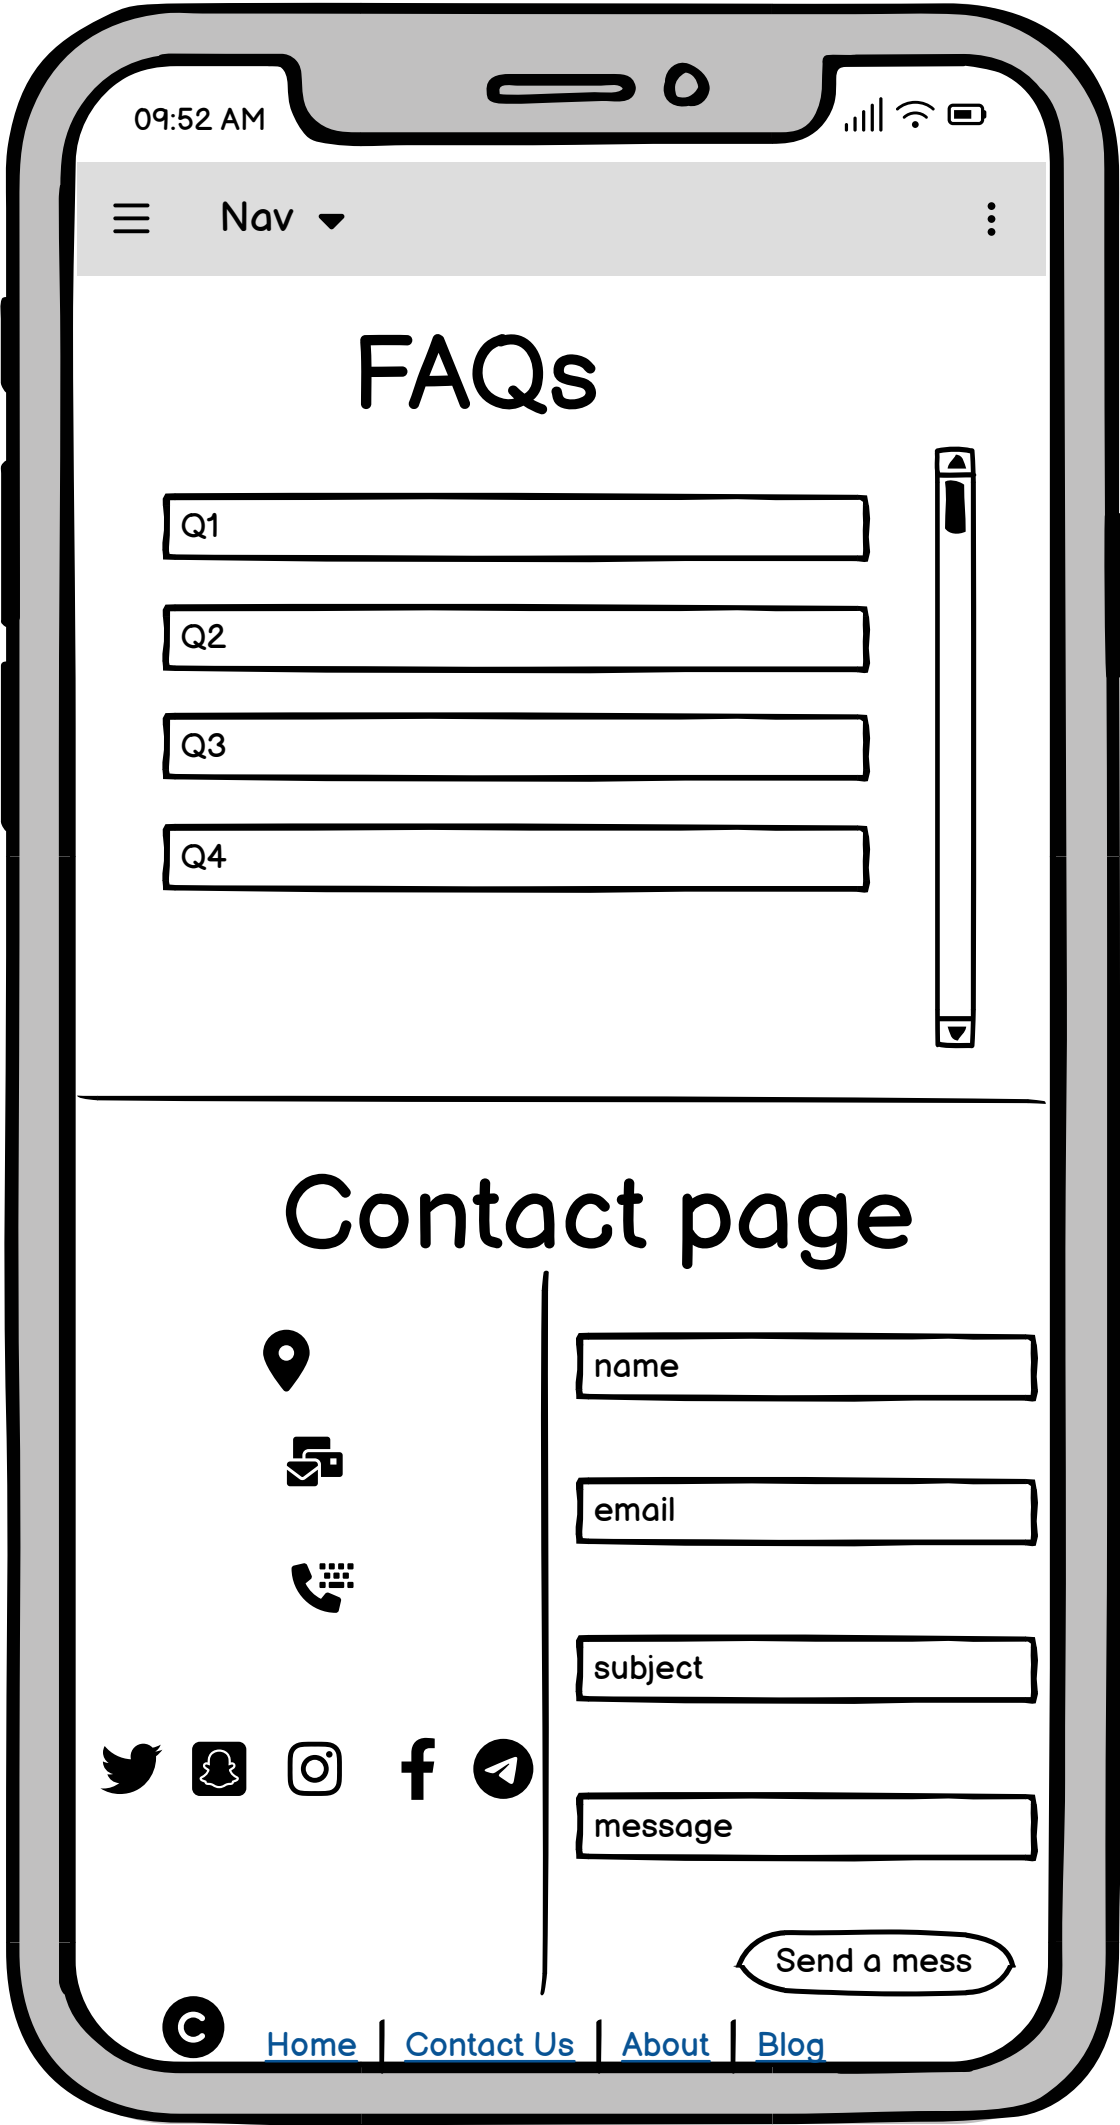 09:52 AM
Nav
FAQs
Q1
Q2
Q3
Q4
Contact page
name
email
subject
message
Send a mess
C
Home | Contact Us | About | Blog